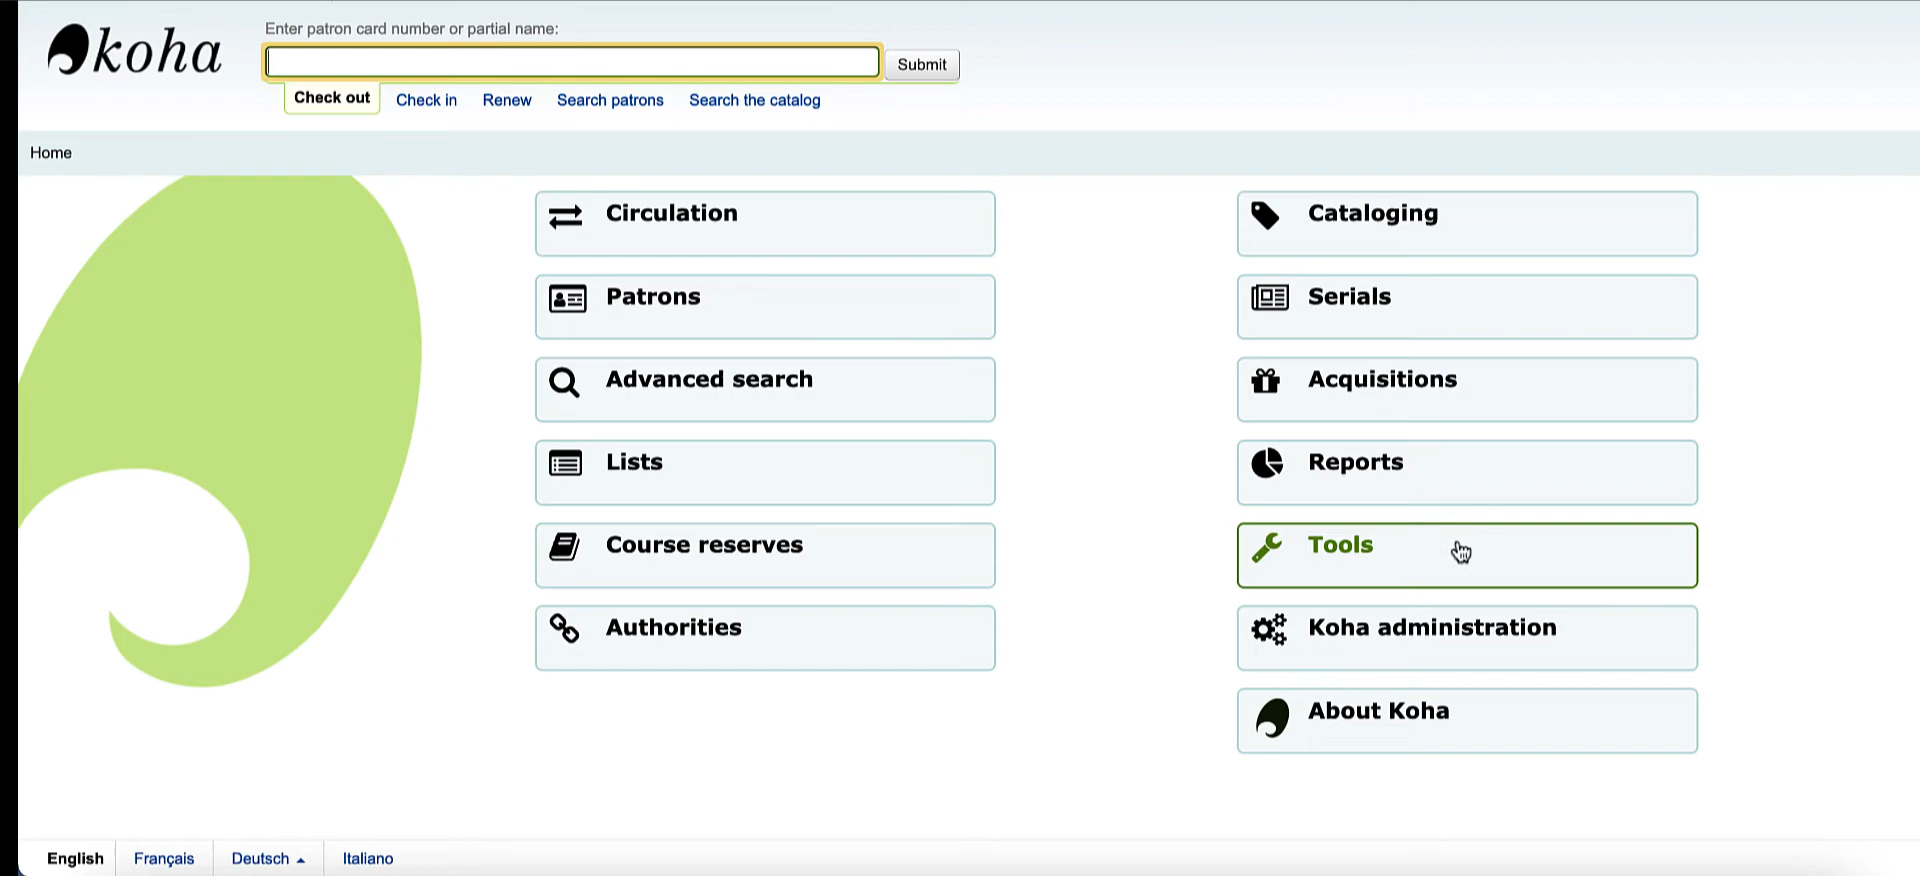 koha
Enter patron card number or partial name:
Submit
Check out Check in Renew Search patrons Search the catalog
Home
Circulation
Patrons
Advanced search
Lists
Course reserves
Authorities
Cataloging
Serials
Acquisitions
Reports
Tools
Koha administration
About Koha
English Français Deutsch Italiano